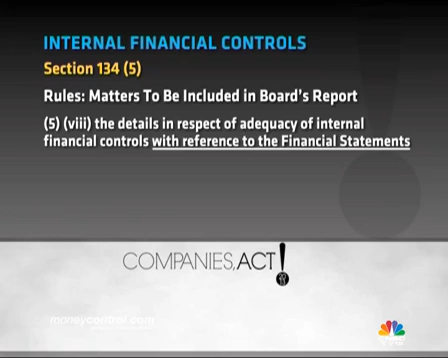 INTERNAL FINANCIAL CONTROLS
Section 134 (5)
Rules: Matters To Be Included in Board's Report
(5) (viii) the details in respect of adequacy of internal
financial controls with reference to the Financial Statements
COMPANIES, ACT!
moneycontrol.com